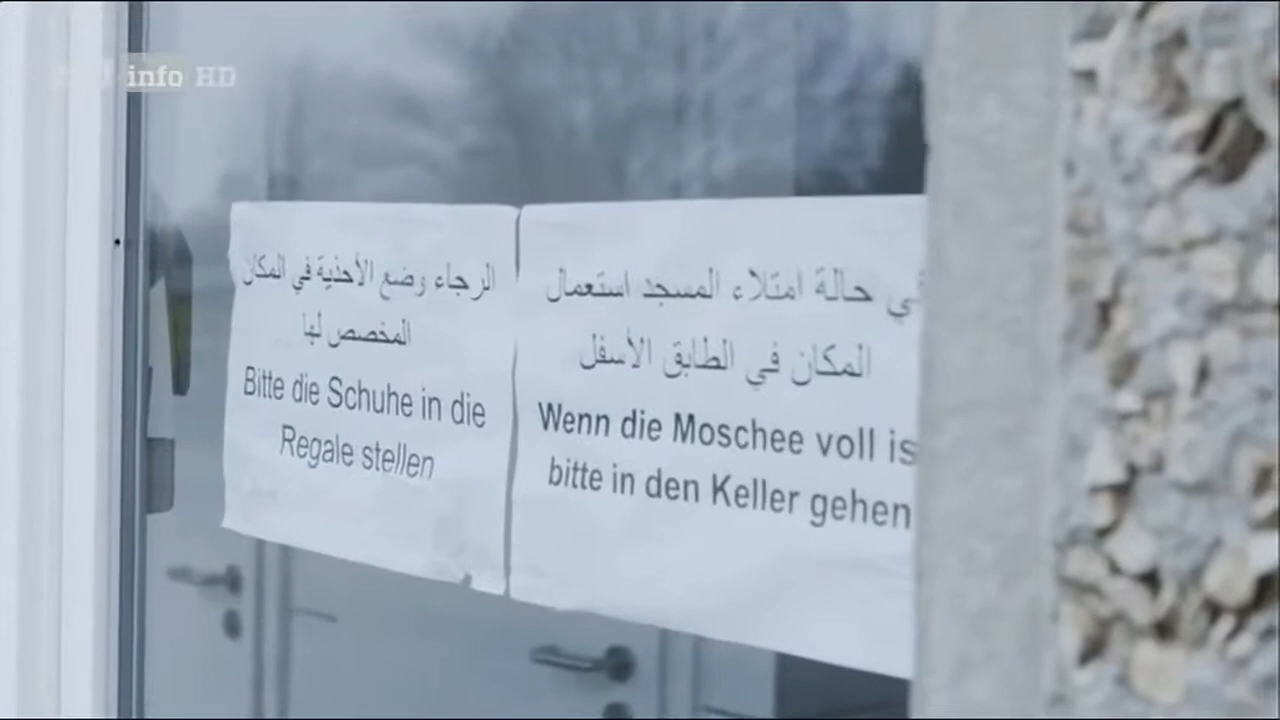 info HD
الرجاء وضع الأحذية في المكان
المخصص لها
Bitte die Schuhe in die
Regale stellen
في حالة امتلاء المسجد استعمال
المكان في الطابق الأسفل
Wenn die Moschee voll is
bitte in den Keller gehen